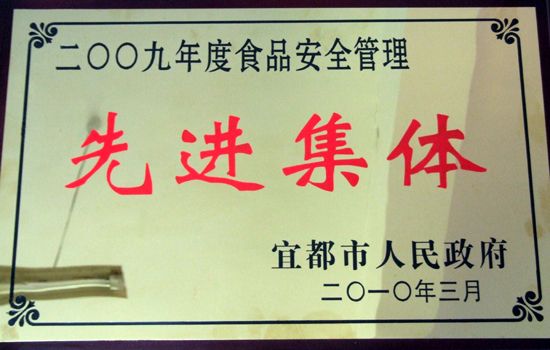 二〇〇九年度食品安全管理
先进集体
宜都市人民政府
二〇一〇年三月